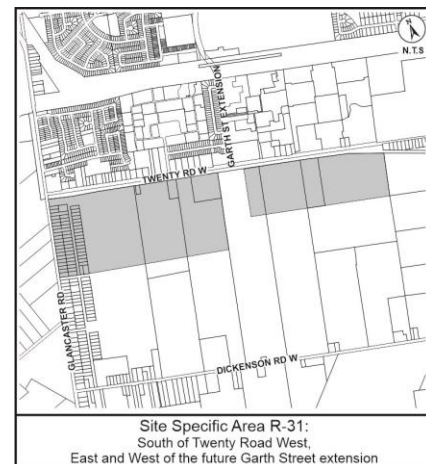 N.T.S
GARTH ST EXTENSION
TWENTY RD W
GLANCASTER RD
DICKENSON RD W
Site Specific Area R-31:
South of Twenty Road West,
East and West of the future Garth Street extension